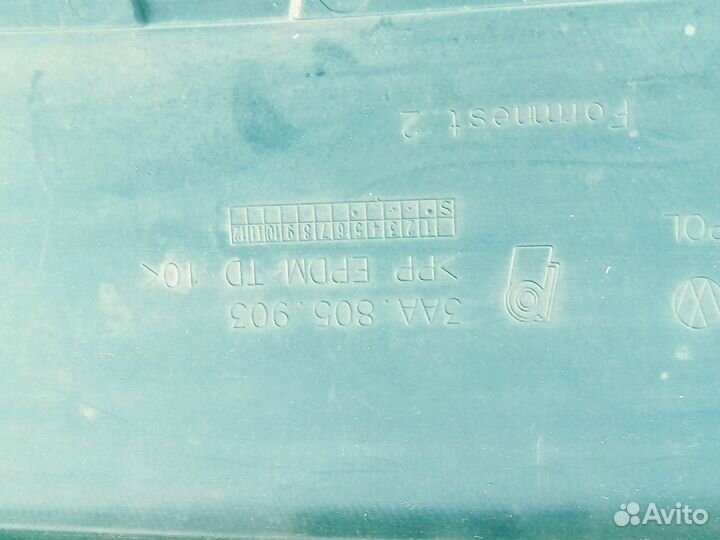 3AA.805.903
>PP EPDM TD 10<
S 1 2 3 4 5 6 7 8 9 10 11 12
POL
Formnest 2
Avito